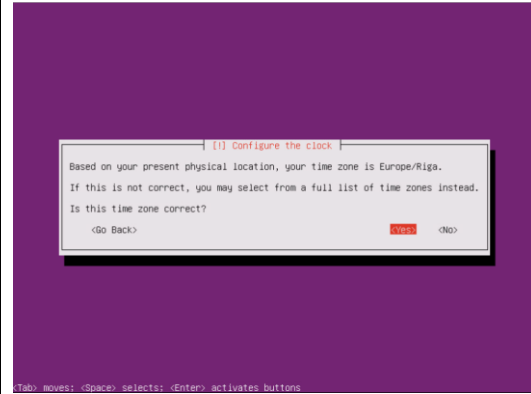 [!] Configure the clock
Based on your present physical location, your time zone is Europe/Riga.
If this is not correct, you may select from a full list of time zones instead.
Is this time zone correct?
<Go Back> <Yes> <No>
<Tab> moves; <Space> selects; <Enter> activates buttons